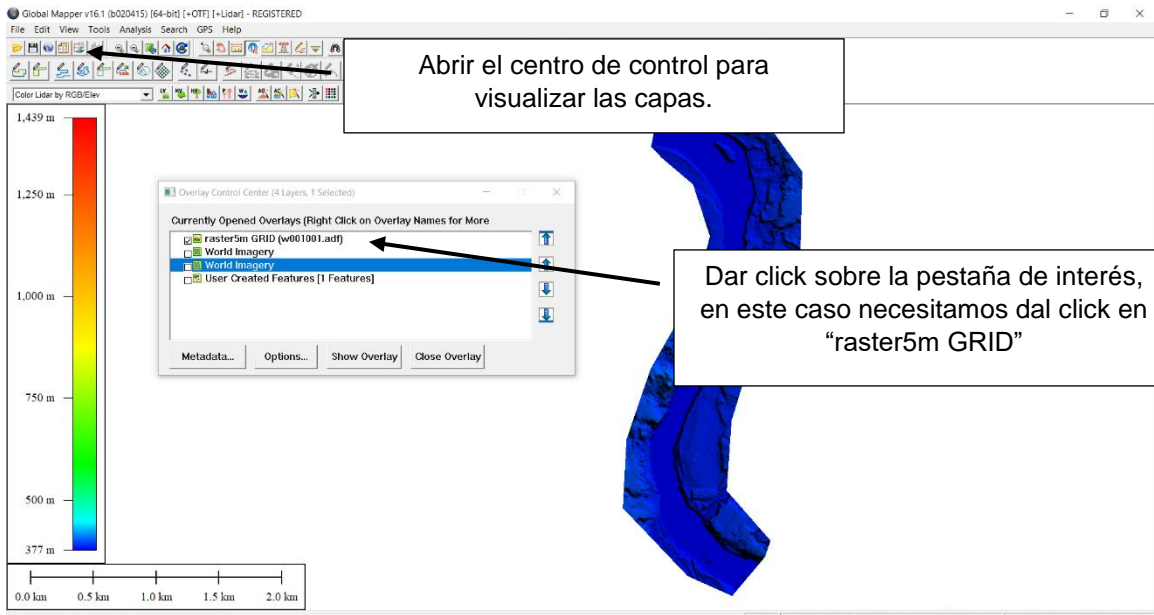 Global Mapper v16.1 (b020415) [64-bit] [+OTF] [+Lidar] - REGISTERED
File Edit View Tools Analysis Search GPS Help
Abrir el centro de control para
visualizar las capas.
Color Lidar by RGB/Elev
1,439 m
1,250 m
1,000 m
750 m
500 m
377 m
Overlay Control Center (4 Layers, 1 Selected)
Currently Opened Overlays (Right Click on Overlay Names for More
raster5m GRID (w001001.adf)
World Imagery
World Imagery
User Created Features [1 Features]
Metadata... Options... Show Overlay Close Overlay
Dar click sobre la pestaña de interés,
en este caso necesitamos dal click en
“raster5m GRID”
0.0 km 0.5 km 1.0 km 1.5 km 2.0 km